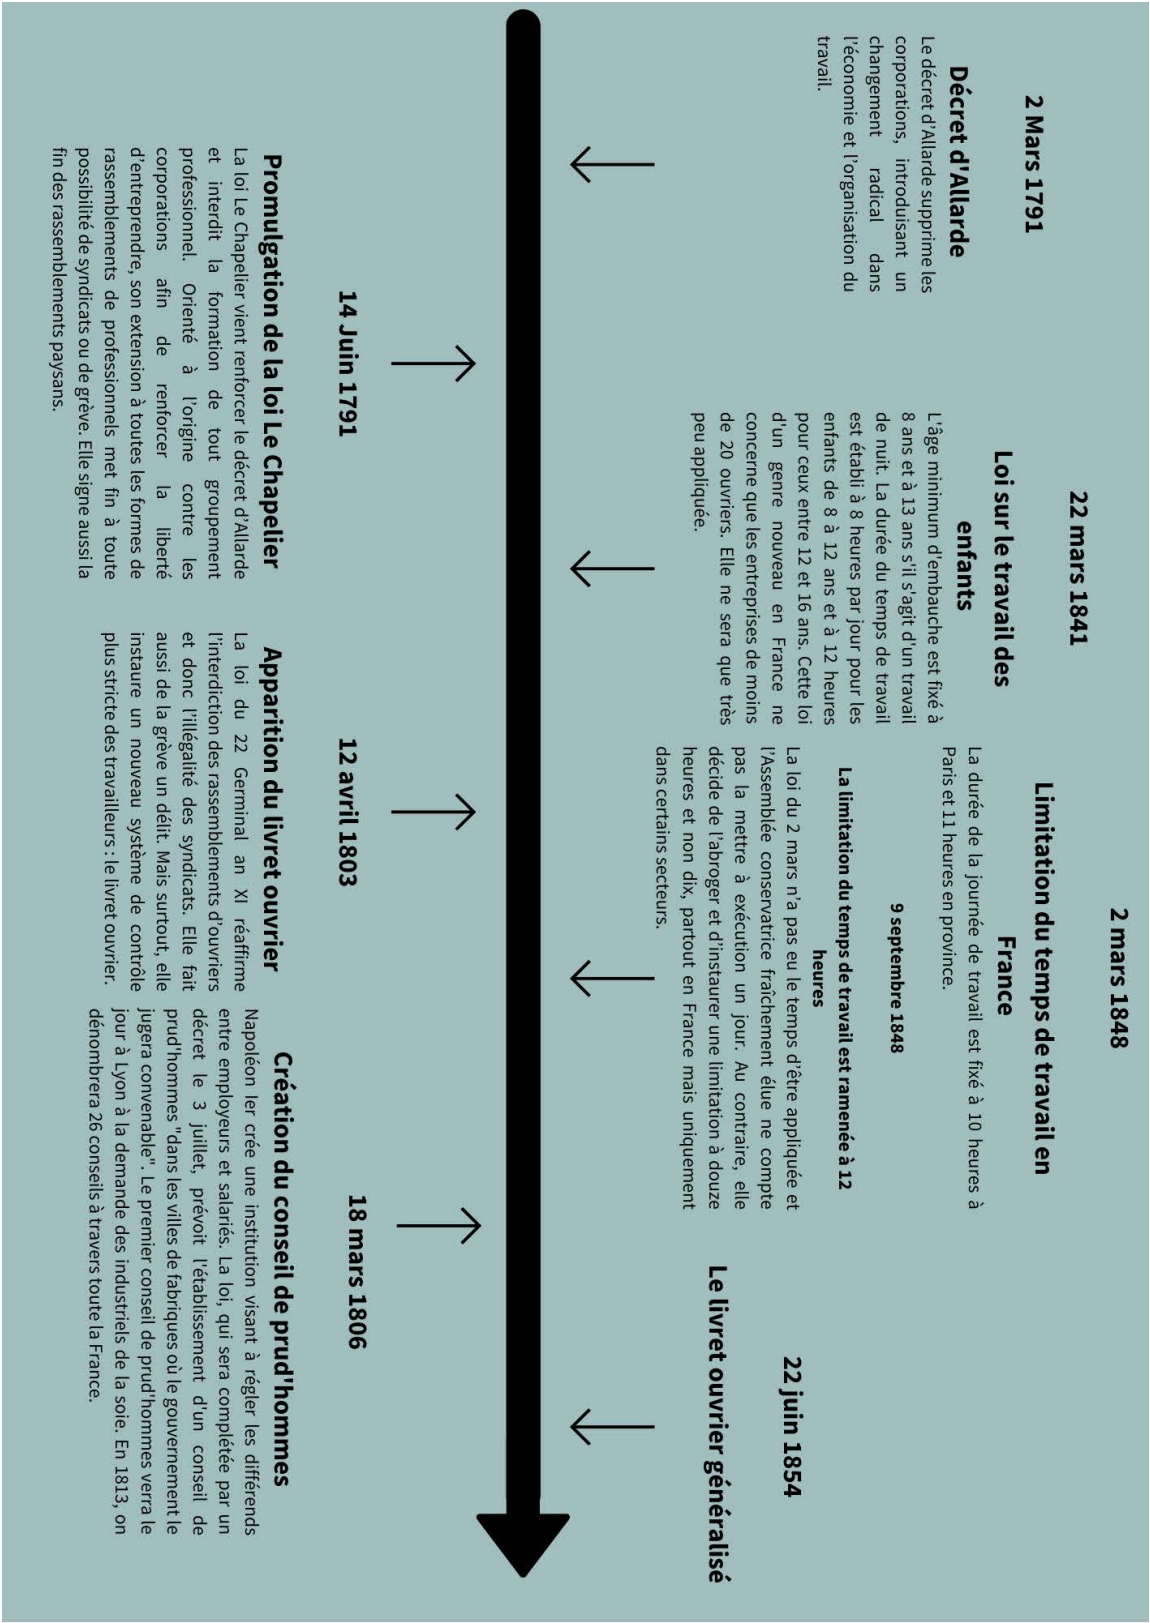 2 Mars 1791
Décret d'Allarde
Le décret d'Allarde supprime les
corporations, introduisant un
changement radical dans
l'économie et l'organisation du
travail.
22 mars 1841
Loi sur le travail des
enfants
L'âge minimum d'embauche est fixé à
8 ans et à 13 ans s'il s'agit d'un travail
de nuit. La durée du temps de travail
est établi à 8 heures par jour pour les
enfants de 8 à 12 ans et à 12 heures
pour ceux entre 12 et 16 ans. Cette loi
d'un genre nouveau en France ne
concerne que les entreprises de moins
de 20 ouvriers. Elle ne sera que très
peu appliquée.
2 mars 1848
Limitation du temps de travail en
France
La durée de la journée de travail est fixé à 10 heures à
Paris et 11 heures en province.
9 septembre 1848
La limitation du temps de travail est ramenée à 12
heures
La loi du 2 mars n'a pas eu le temps d'être appliquée et
l'Assemblée conservatrice fraîchement élue ne compte
pas la mettre à exécution un jour. Au contraire, elle
décide de l'abroger et d'instaurer une limitation à douze
heures et non dix, partout en France mais uniquement
dans certains secteurs.
22 juin 1854
Le livret ouvrier généralisé
14 Juin 1791
Promulgation de la loi Le Chapelier
La loi Le Chapelier vient renforcer le décret d'Allarde
et interdit la formation de tout groupement
professionnel. Orienté à l'origine contre les
corporations afin de renforcer la liberté
d'entreprendre, son extension à toutes les formes de
rassemblements de professionnels met fin à toute
possibilité de syndicats ou de grève. Elle signe aussi la
fin des rassemblements paysans.
12 avril 1803
Apparition du livret ouvrier
La loi du 22 Germinal an XI réaffirme
l'interdiction des rassemblements d'ouvriers
et donc l'illégalité des syndicats. Elle fait
aussi de la grève un délit. Mais surtout, elle
instaure un nouveau système de contrôle
plus stricte des travailleurs : le livret ouvrier.
18 mars 1806
Création du conseil de prud'hommes
Napoléon Ier crée une institution visant à régler les différends
entre employeurs et salariés. La loi, qui sera complétée par un
décret le 3 juillet, prévoit l'établissement d'un conseil de
prud'hommes "dans les villes de fabriques où le gouvernement le
jugera convenable". Le premier conseil de prud'hommes verra le
jour à Lyon à la demande des industriels de la soie. En 1813, on
dénombrera 26 conseils à travers toute la France.